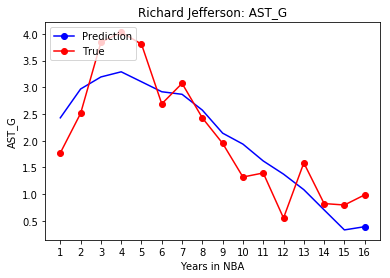 Richard Jefferson: AST_G
Prediction
True
AST_G
4.0
3.5
3.0
2.5
2.0
1.5
1.0
0.5
1 2 3 4 5 6 7 8 9 10 11 12 13 14 15 16
Years in NBA